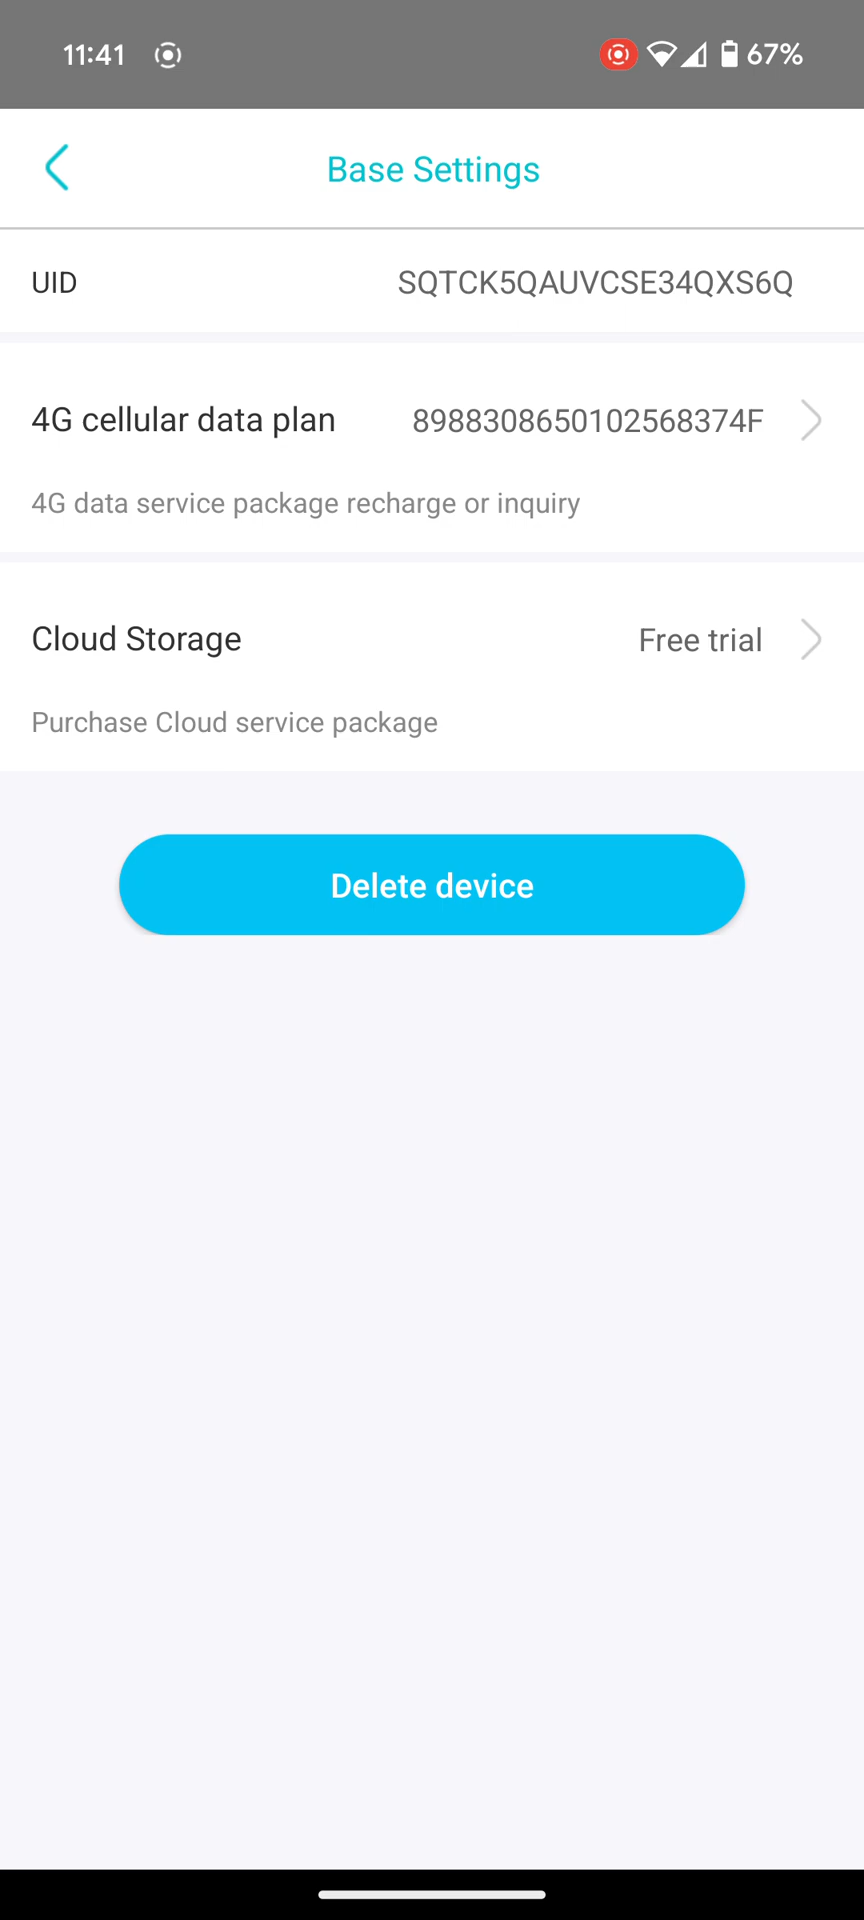 11:41
67%
Base Settings
UID SQTCK5QAUVCSE34QXS6Q
4G cellular data plan 8988308650102568374F
4G data service package recharge or inquiry
Cloud Storage Free trial
Purchase Cloud service package
Delete device